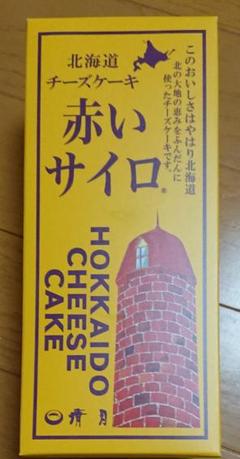 このおいしさはやはり北海道
北の大地の恵みをふんだんに
使ったチーズケーキです。
北海道
チーズケーキ
赤い
サイロ®
HOKKAIDO
CHEESE
CAKE
清月